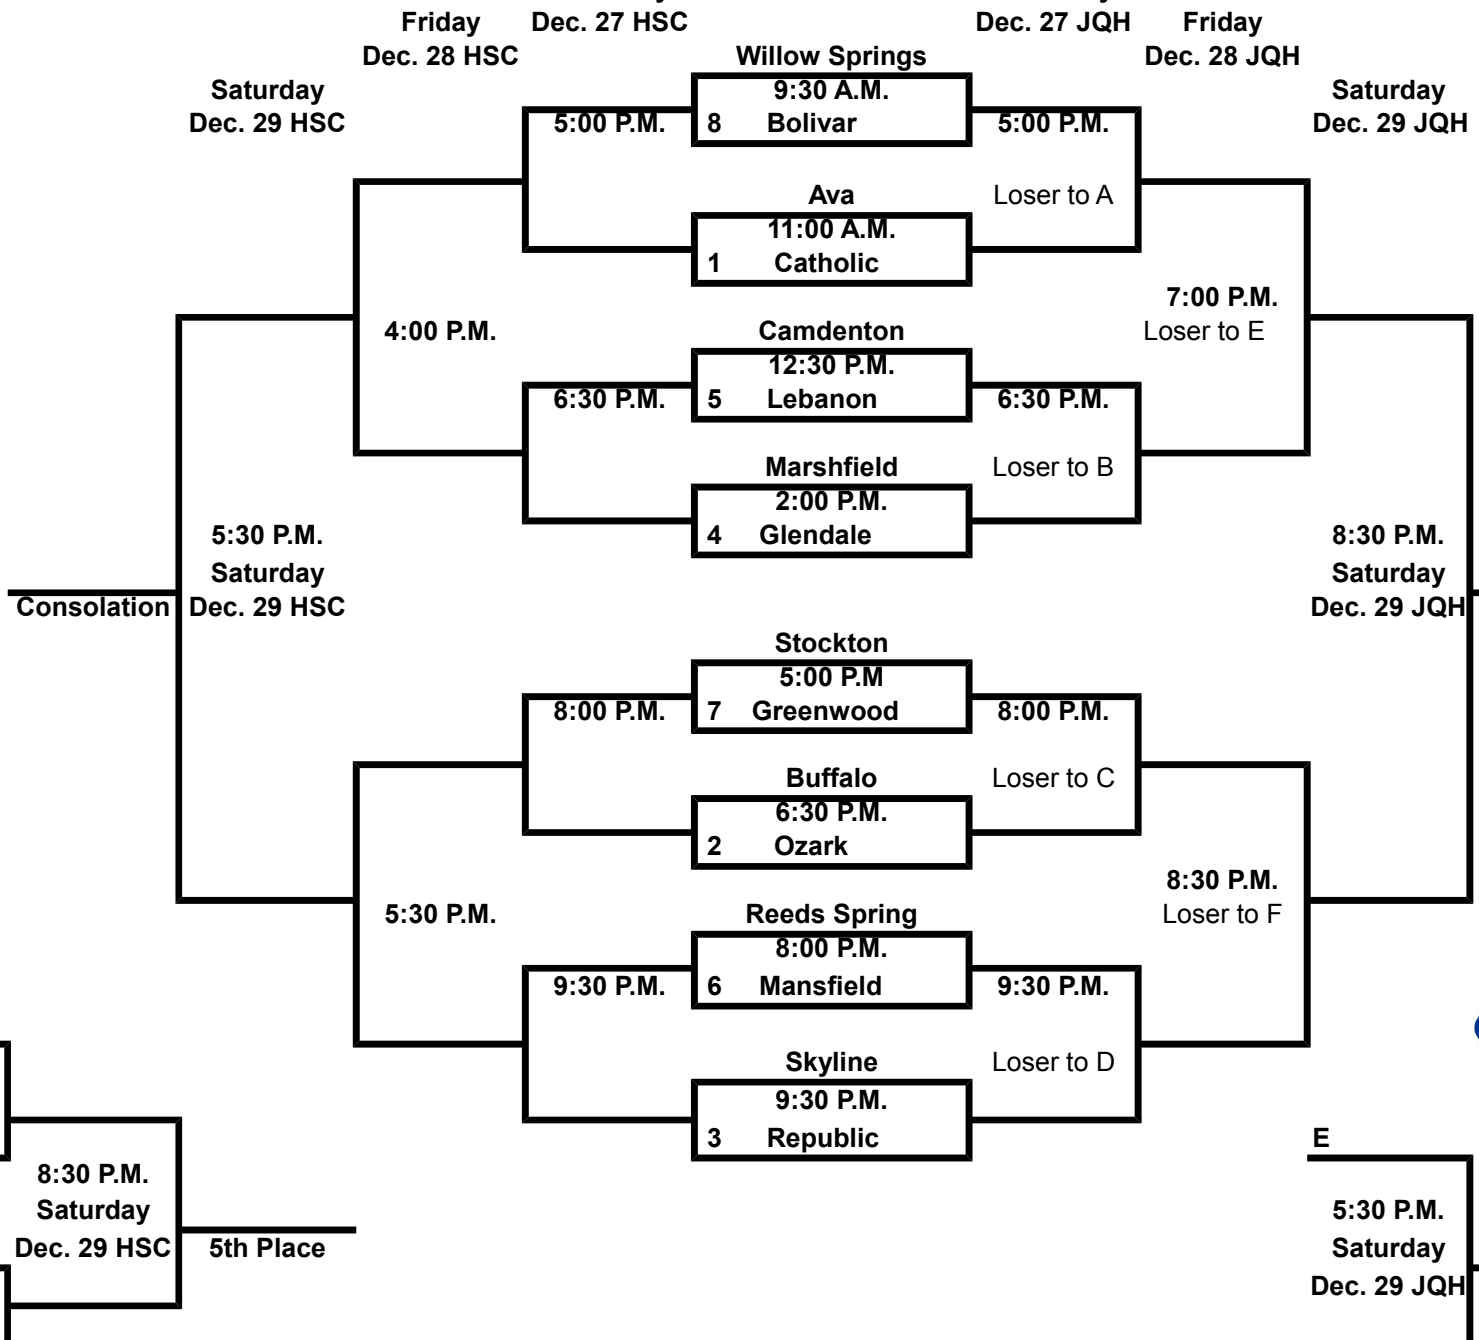 Friday
Dec. 28 HSC
Dec. 27 HSC
Dec. 27 JQH
Friday
Dec. 28 JQH
Willow Springs
Saturday
Dec. 29 HSC
9:30 A.M.
Saturday
Dec. 29 JQH
5:00 P.M.
8 Bolivar
5:00 P.M.
Ava
Loser to A
11:00 A.M.
1 Catholic
7:00 P.M.
Loser to E
4:00 P.M.
Camdenton
12:30 P.M.
6:30 P.M.
5 Lebanon
6:30 P.M.
Marshfield
Loser to B
2:00 P.M.
4 Glendale
5:30 P.M.
Saturday
Dec. 29 HSC
8:30 P.M.
Saturday
Dec. 29 JQH
Consolation
Stockton
5:00 P.M
8:00 P.M.
7 Greenwood
8:00 P.M.
Buffalo
Loser to C
6:30 P.M.
2 Ozark
8:30 P.M.
Loser to F
5:30 P.M.
Reeds Spring
8:00 P.M.
9:30 P.M.
6 Mansfield
9:30 P.M.
Skyline
Loser to D
9:30 P.M.
3 Republic
E
8:30 P.M.
Saturday
Dec. 29 HSC
5th Place
5:30 P.M.
Saturday
Dec. 29 JQH